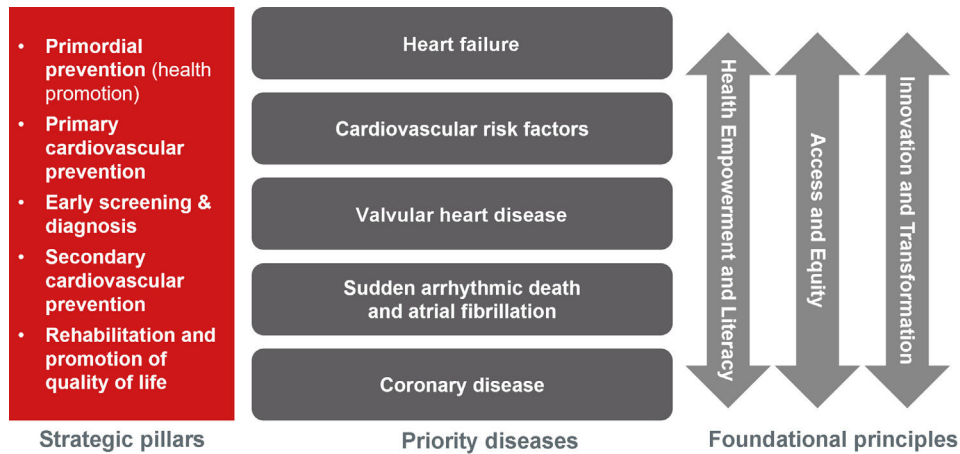 • Primordial
prevention (health
promotion)
• Primary
cardiovascular
prevention
• Early screening &
diagnosis
• Secondary
cardiovascular
prevention
• Rehabilitation and
promotion of
quality of life
Strategic pillars
Heart failure
Cardiovascular risk factors
Valvular heart disease
Sudden arrhythmic death
and atrial fibrillation
Coronary disease
Priority diseases
Health Empowerment and Literacy
Access and Equity
Innovation and Transformation
Foundational principles